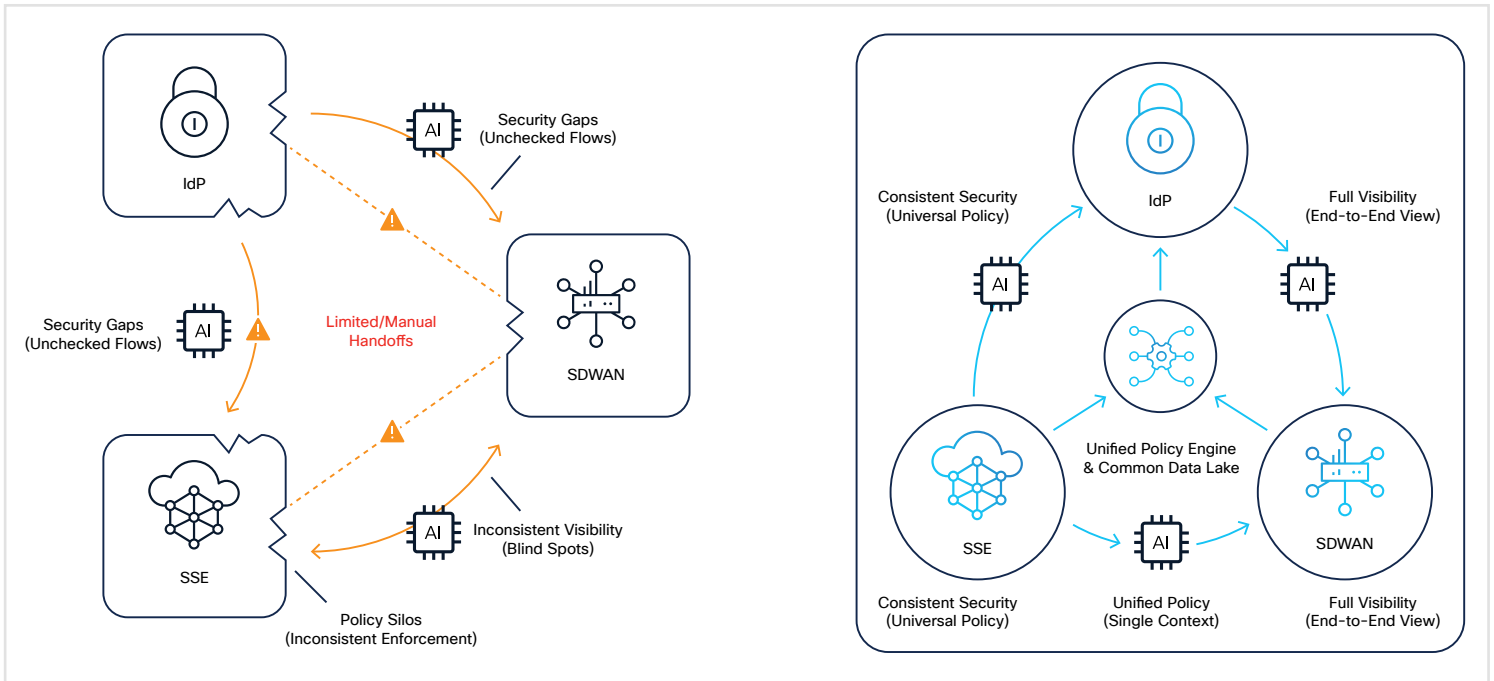 IdP
AI
Security Gaps
(Unchecked Flows)
Security Gaps
(Unchecked Flows)
AI
Limited/Manual
Handoffs
SDWAN
SSE
AI
Inconsistent Visibility
(Blind Spots)
Policy Silos
(Inconsistent Enforcement)
IdP
Consistent Security
(Universal Policy)
Full Visibility
(End-to-End View)
AI
AI
Unified Policy Engine
& Common Data Lake
SSE
AI
SDWAN
Consistent Security
(Universal Policy)
Unified Policy
(Single Context)
Full Visibility
(End-to-End View)